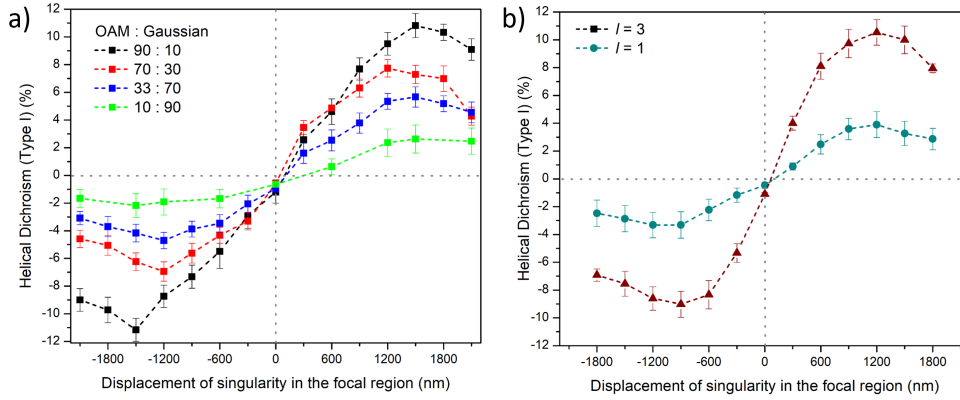 a)
OAM : Gaussian
90 : 10
70 : 30
33 : 70
10 : 90
Helical Dichroism (Type I) (%)
12
10
8
6
4
2
0
-2
-4
-6
-8
-10
-12
-1800 -1200 -600 0 600 1200 1800
Displacement of singularity in the focal region (nm)
b)
l = 3
l = 1
Helical Dichroism (Type I) (%)
12
10
8
6
4
2
0
-2
-4
-6
-8
-10
-12
-1800 -1200 -600 0 600 1200 1800
Displacement of singularity in the focal region (nm)